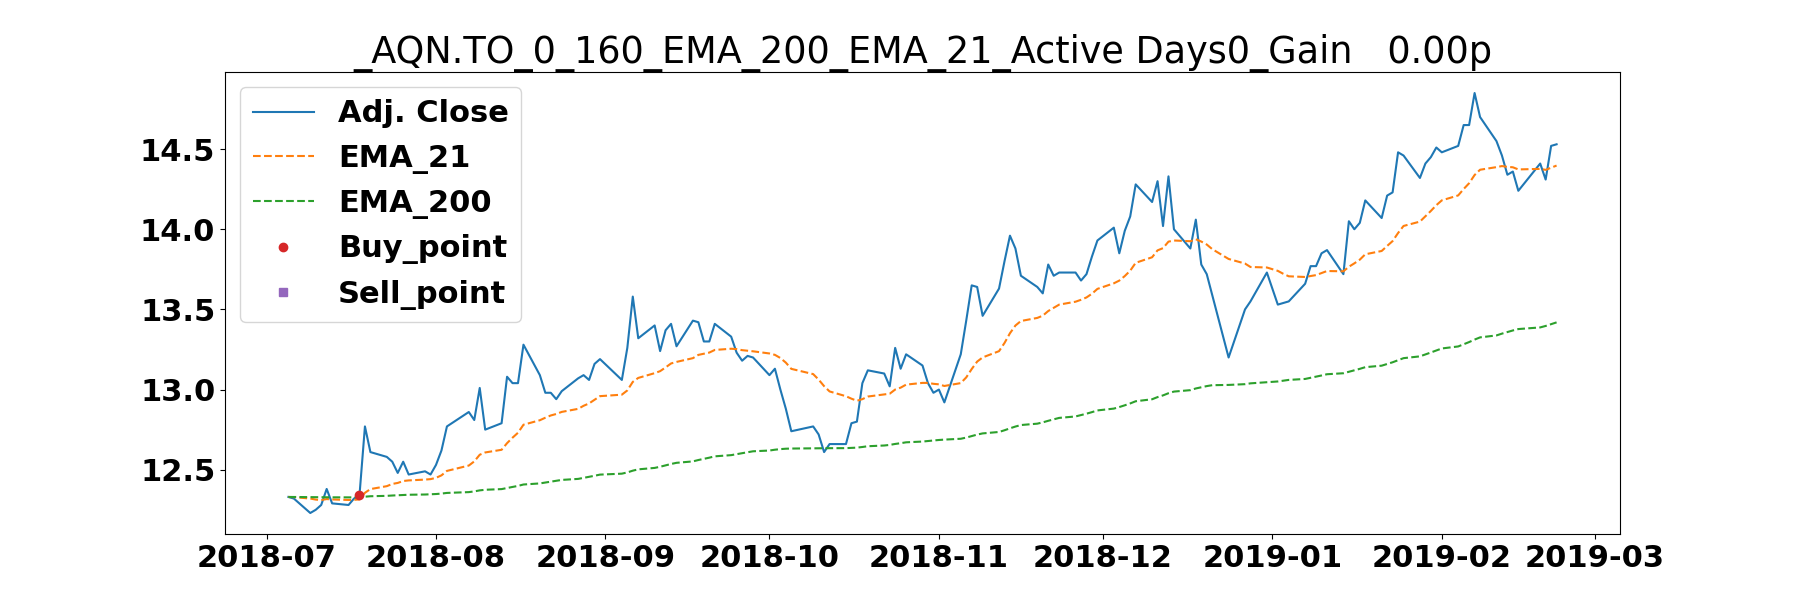 _AQN.TO_0_160_EMA_200_EMA_21_Active Days0_Gain   0.00p
Adj. Close
EMA_21
EMA_200
Buy_point
Sell_point
14.5
14.0
13.5
13.0
12.5
2018-07 2018-08 2018-09 2018-10 2018-11 2018-12 2019-01 2019-02 2019-03